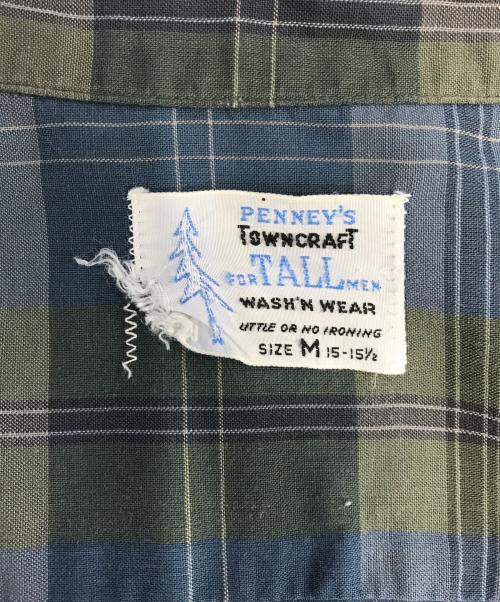 PENNEY'S
TOWNCRAFT
FOR TALL MEN
WASH'N WEAR
LITTLE OR NO IRONING
SIZE M 15-15½